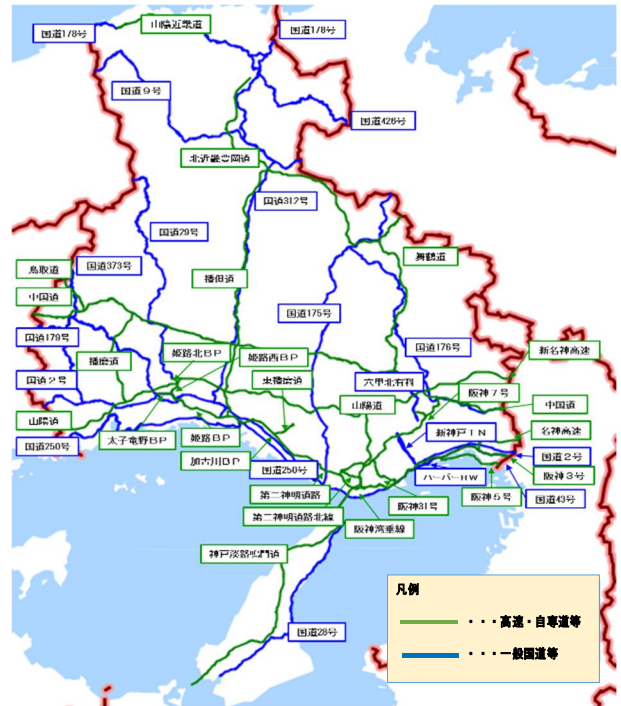 山陰近畿道
国道178号
国道178号
国道9号
国道426号
北近畿豊岡道
国道312号
国道29号
舞鶴道
鳥取道
国道373号
播但道
中国道
国道175号
国道179号
国道176号
新名神高速
姫路北BP
姫路西BP
播磨道
国道2号
東播磨道
六甲北有料
阪神7号
山陽道
中国道
山陽道
新神戸TN
名神高速
太子竜野BP
姫路BP
国道250号
国道2号
加古川BP
国道250号
ハーバーHW
阪神3号
第二神明道路
阪神31号
阪神5号
国道43号
第二神明道路北線
阪神湾岸線
神戸淡路鳴門道
国道28号
凡例
・・・高速・自専道等
・・・一般国道等